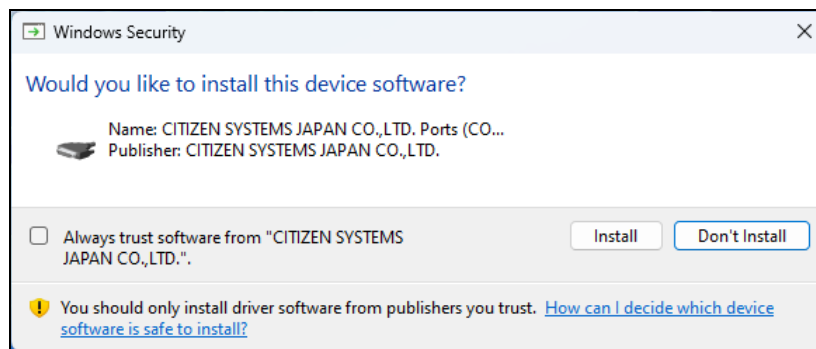 Windows Security
Would you like to install this device software?
Name: CITIZEN SYSTEMS JAPAN CO.,LTD. Ports (CO...
Publisher: CITIZEN SYSTEMS JAPAN CO.,LTD.
Always trust software from "CITIZEN SYSTEMS
JAPAN CO.,LTD.".
Install
Don't Install
You should only install driver software from publishers you trust. How can I decide which device
software is safe to install?